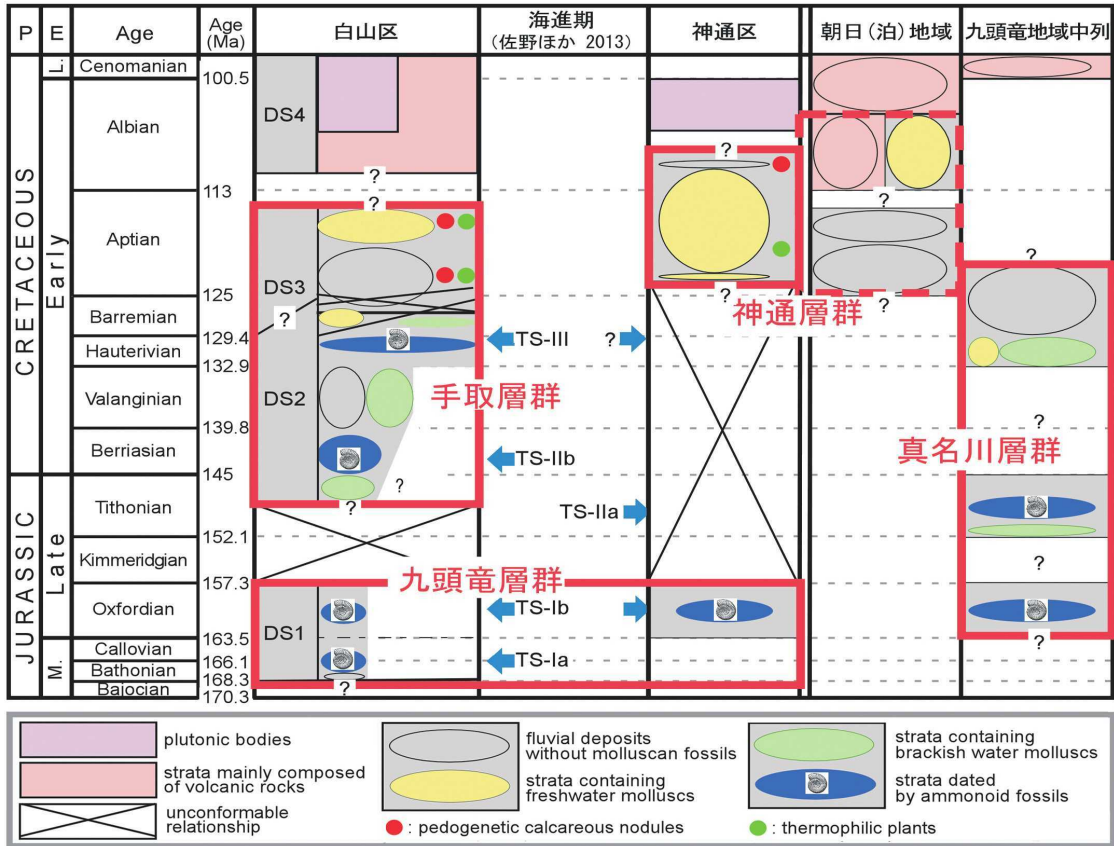 P E Age Age (Ma) 白山区 海進期 (佐野ほか 2013) 神通区 朝日(泊)地域 九頭竜地域中列
CRETACEOUS
JURASSIC
L.
Early
Late
M.
Cenomanian
100.5
Albian
113
Aptian
125
Barremian
129.4
Hauterivian
132.9
Valanginian
139.8
Berriasian
145
Tithonian
152.1
Kimmeridgian
157.3
Oxfordian
163.5
Callovian
166.1
Bathonian
168.3
Bajocian
170.3
DS4
?
?
DS3
?
DS2
手取層群
?
?
九頭竜層群
DS1
?
TS-III ?
TS-IIb
TS-IIa
TS-Ib
TS-Ia
?
?
神通層群
?
?
?
?
真名川層群
?
?
plutonic bodies
strata mainly composed
of volcanic rocks
unconformable
relationship
fluvial deposits
without molluscan fossils
strata containing
freshwater molluscs
: pedogenetic calcareous nodules
strata containing
brackish water molluscs
strata dated
by ammonoid fossils
: thermophilic plants